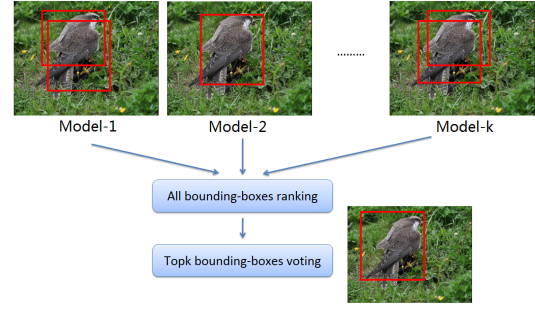 .........
Model-1
Model-2
Model-k
All bounding-boxes ranking
Topk bounding-boxes voting